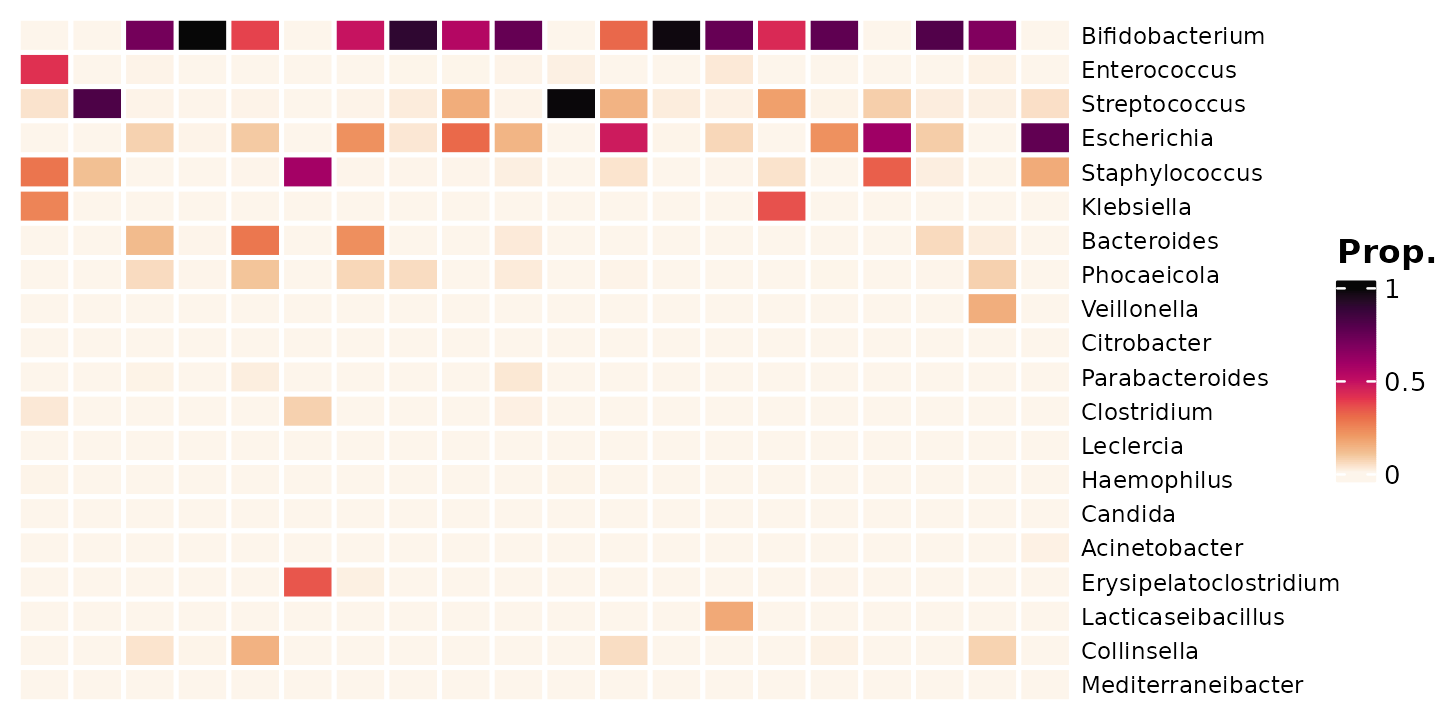 Bifidobacterium
Enterococcus
Streptococcus
Escherichia
Staphylococcus
Klebsiella
Bacteroides
Phocaeicola
Veillonella
Citrobacter
Parabacteroides
Clostridium
Leclercia
Haemophilus
Candida
Acinetobacter
Erysipelatoclostridium
Lacticaseibacillus
Collinsella
Mediterraneibacter
Prop.
1
0.5
0